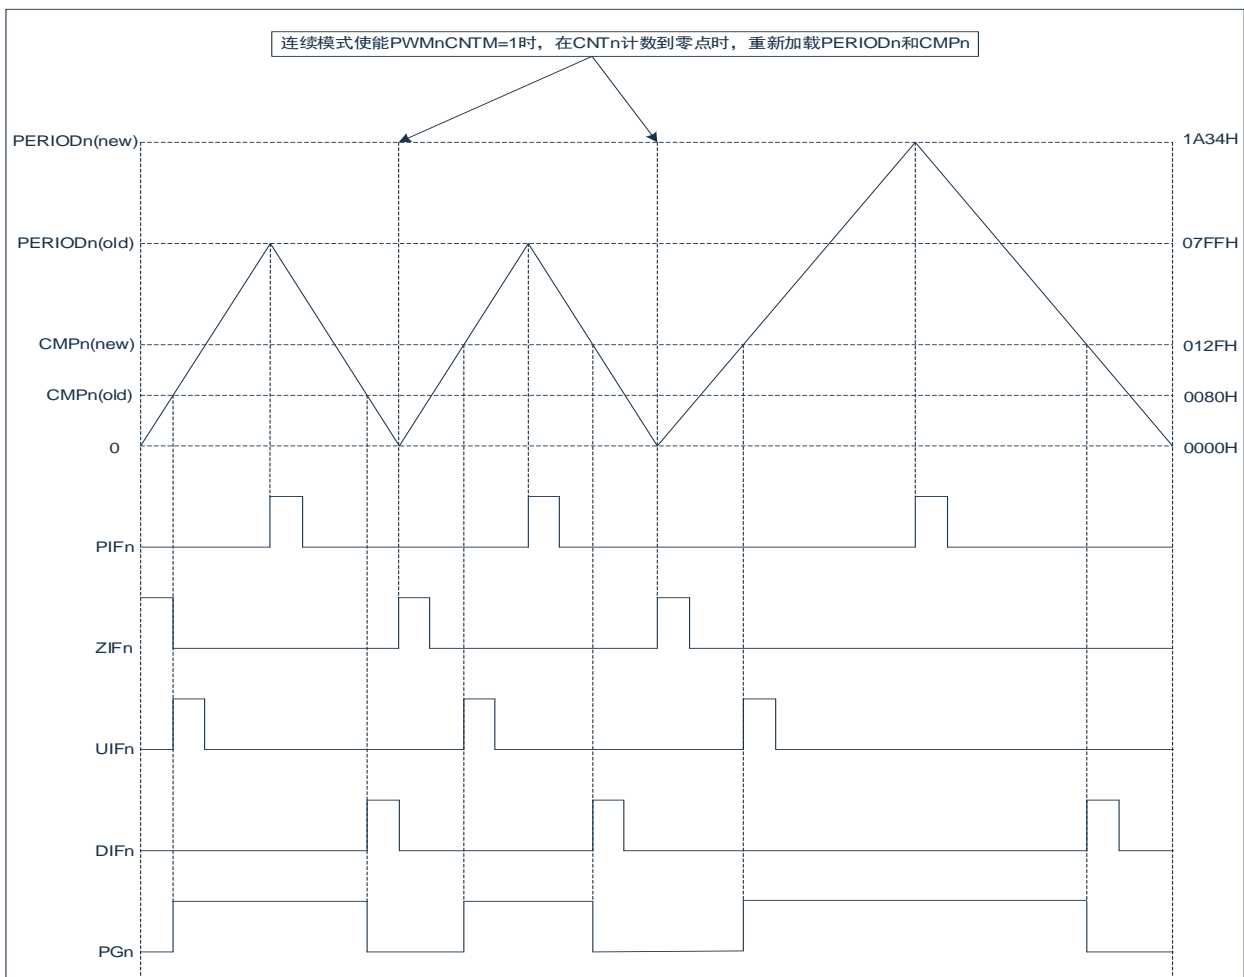 连续模式使能PWMnCNTM=1时，在CNTn计数到零点时，重新加载PERIODn和CMPn
PERIODn(new)
1A34H
PERIODn(old)
07FFH
CMPn(new)
012FH
CMPn(old)
0080H
0
0000H
PIFn
ZIFn
UIFn
DIFn
PGn